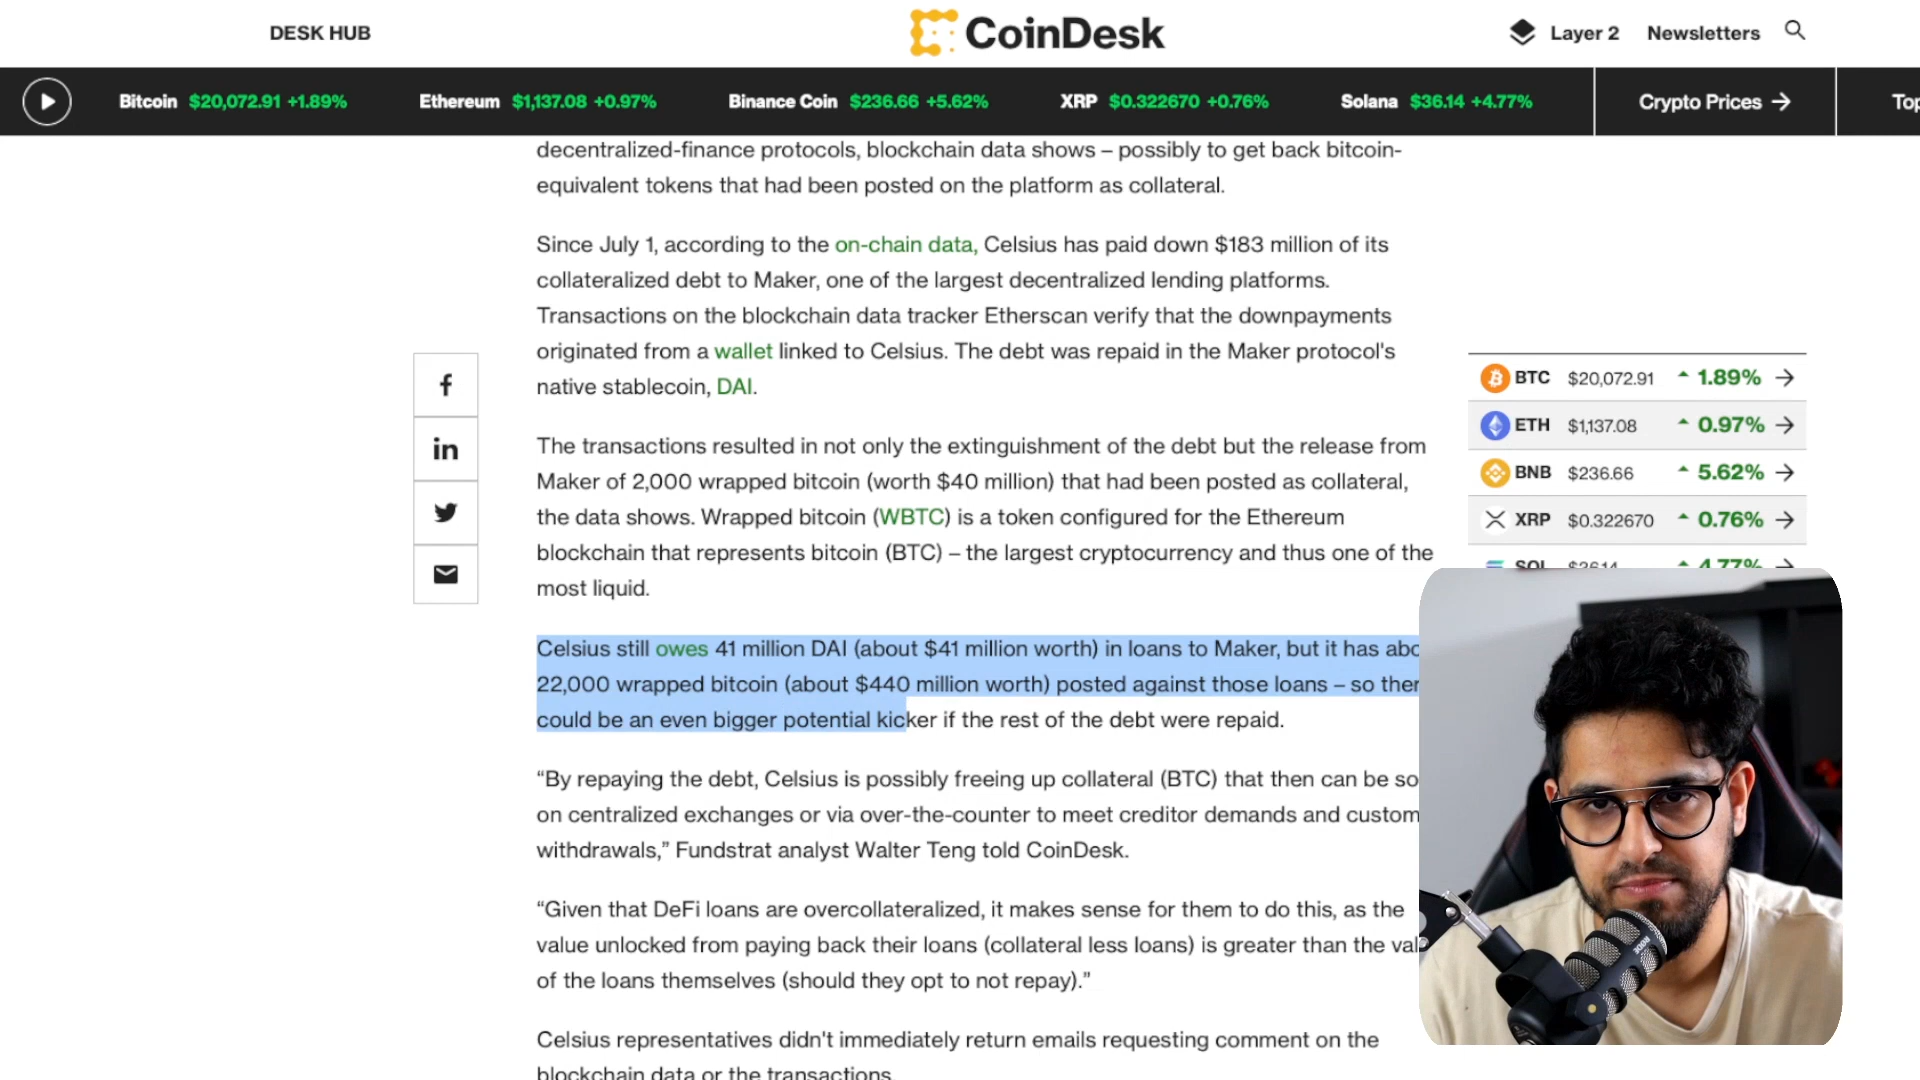 DESK HUB
CoinDesk
Layer 2
Newsletters
Bitcoin $20,072.91 +1.89%
Ethereum $1,137.08 +0.97%
Binance Coin $236.66 +5.62%
XRP $0.322670 +0.76%
Solana $36.14 +4.77%
Crypto Prices →
Top
decentralized-finance protocols, blockchain data shows – possibly to get back bitcoin-
equivalent tokens that had been posted on the platform as collateral.
Since July 1, according to the on-chain data, Celsius has paid down $183 million of its
collateralized debt to Maker, one of the largest decentralized lending platforms.
Transactions on the blockchain data tracker Etherscan verify that the downpayments
originated from a wallet linked to Celsius. The debt was repaid in the Maker protocol's
native stablecoin, DAI.
The transactions resulted in not only the extinguishment of the debt but the release from
Maker of 2,000 wrapped bitcoin (worth $40 million) that had been posted as collateral,
the data shows. Wrapped bitcoin (WBTC) is a token configured for the Ethereum
blockchain that represents bitcoin (BTC) – the largest cryptocurrency and thus one of the
most liquid.
Celsius still owes 41 million DAI (about $41 million worth) in loans to Maker, but it has
22,000 wrapped bitcoin (about $440 million worth) posted against those loans – so
could be an even bigger potential kicker if the rest of the debt were repaid.
“By repaying the debt, Celsius is possibly freeing up collateral (BTC) that then can be
on centralized exchanges or via over-the-counter to meet creditor demands and
withdrawals,” Fundstrat analyst Walter Teng told CoinDesk.
“Given that DeFi loans are overcollateralized, it makes sense for them to do this, as the
value unlocked from paying back their loans (collateral less loans) is greater than the
of the loans themselves (should they opt to not repay).”
Celsius representatives didn't immediately return emails requesting comment on the
blockchain data or the transactions.
BTC $20,072.91 1.89% →
ETH $1,137.08 0.97% →
BNB $236.66 5.62% →
XRP $0.322670 0.76% →
SOL $36.14 4.77% →
RØDE